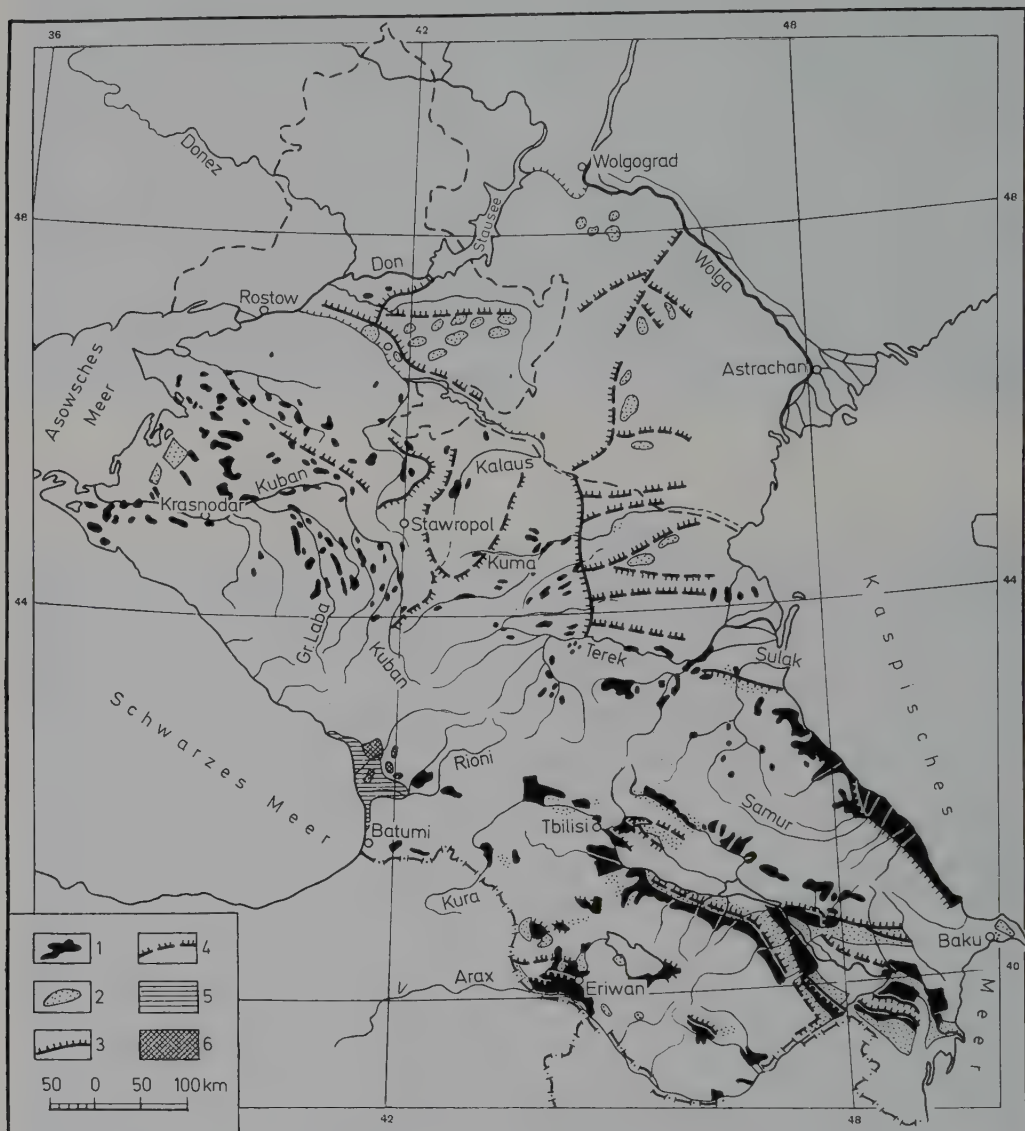 36
42
48
Donez
Wolgograd
48
48
Stausee
Wolga
Don
Rostow
Astrachan
Asowsches
Meer
Kalaus
Kuban
Krasnodar
Stawropol
Kuma
44
44
Gr. Laba
Kuban
Terek
Sulak
Kaspisches
Schwarzes Meer
Rioni
Samur
Tbilisi
Batumi
Kura
Baku
40
Meer
Arax
Eriwan
1
4
2
5
3
6
50 0 50 100 km
42
48